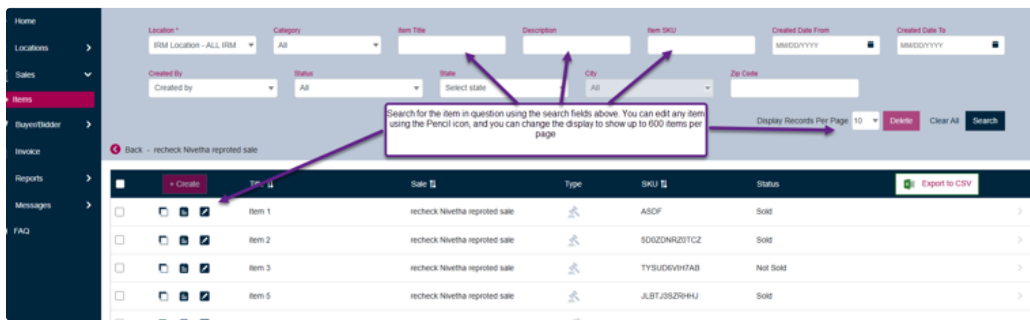 Home
Locations
Sales
Items
Buyer/Bidder
Invoice
Reports
Messages
FAQ
Location * Category Item Title Description Item SKU Created Date From Created Date To
IRM Location - ALL IRM All MM/DD/YYYY MM/DD/YYYY
Created By Status State City Zip Code
Created by All Select state All
Search for the item in question using the search fields above. You can edit any item
using the Pencil icon, and you can change the display to show up to 600 items per
page
Display Records Per Page 10 Delete Clear All Search
Back - recheck Nivetha reproted sale
+ Create Title Sale Type SKU Status Export to CSV
Item 1 recheck Nivetha reproted sale ASDF Sold
Item 2 recheck Nivetha reproted sale 5D0ZDNRZ0TCZ Sold
Item 3 recheck Nivetha reproted sale TYSUD6VIH7AB Not Sold
Item 5 recheck Nivetha reproted sale JLBTJ3SZRHHJ Sold